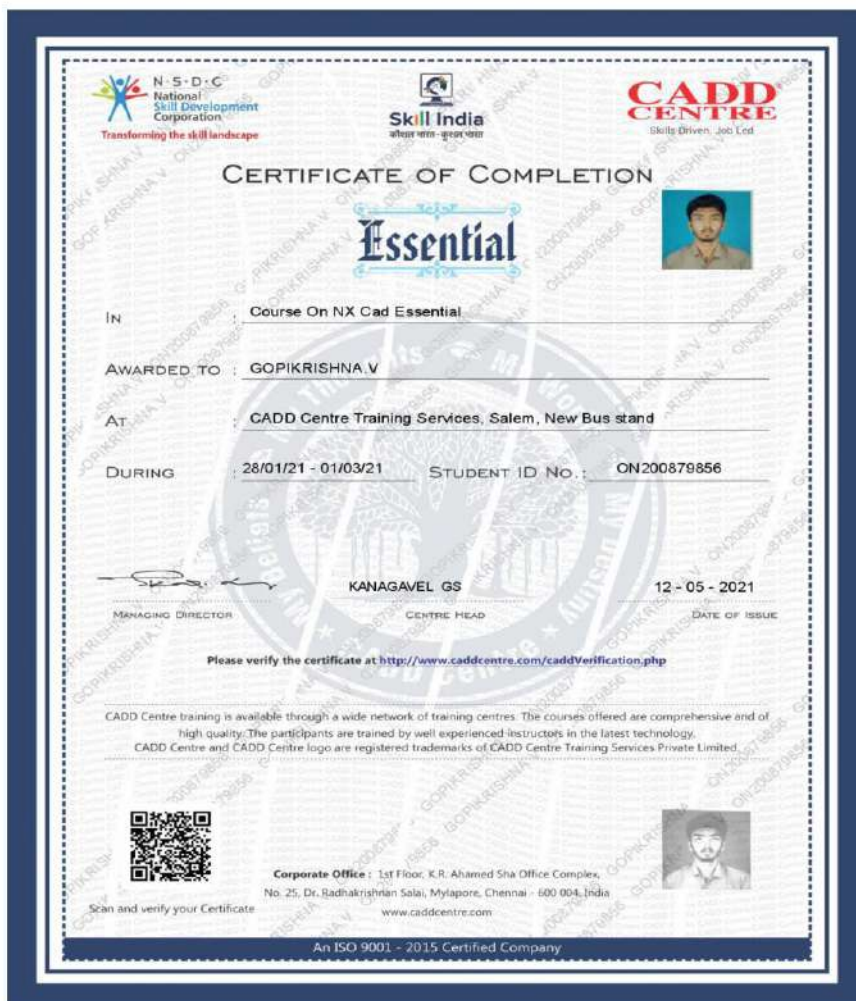 N·S·D·C
National
Skill Development
Corporation
Transforming the skill landscape
Skill India
कौशल भारत - कुशल भारत
CADD
CENTRE
Skills Driven. Job Led
CERTIFICATE OF COMPLETION
Essential
IN : Course On NX Cad Essential
AWARDED TO : GOPIKRISHNA.V
AT : CADD Centre Training Services, Salem, New Bus stand
DURING : 28/01/21 - 01/03/21 STUDENT ID NO.: ON200879856
KANAGAVEL GS 12 - 05 - 2021
MANAGING DIRECTOR CENTRE HEAD DATE OF ISSUE
Please verify the certificate at http://www.caddcentre.com/caddVerification.php
CADD Centre training is available through a wide network of training centres. The courses offered are comprehensive and of
high quality. The participants are trained by well experienced instructors in the latest technology.
CADD Centre and CADD Centre logo are registered trademarks of CADD Centre Training Services Private Limited.
Corporate Office : 1st Floor, K.R. Ahamed Sha Office Complex,
No. 25, Dr. Radhakrishnan Salai, Mylapore, Chennai - 600 004, India
www.caddcentre.com
Scan and verify your Certificate
An ISO 9001 - 2015 Certified Company